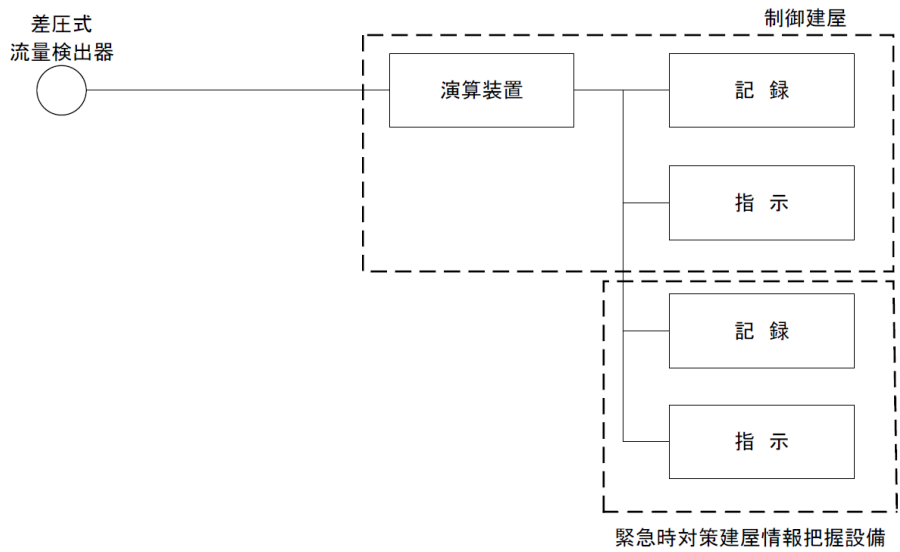 差圧式
流量検出器
制御建屋
演算装置
記 録
指 示
記 録
指 示
緊急時対策建屋情報把握設備